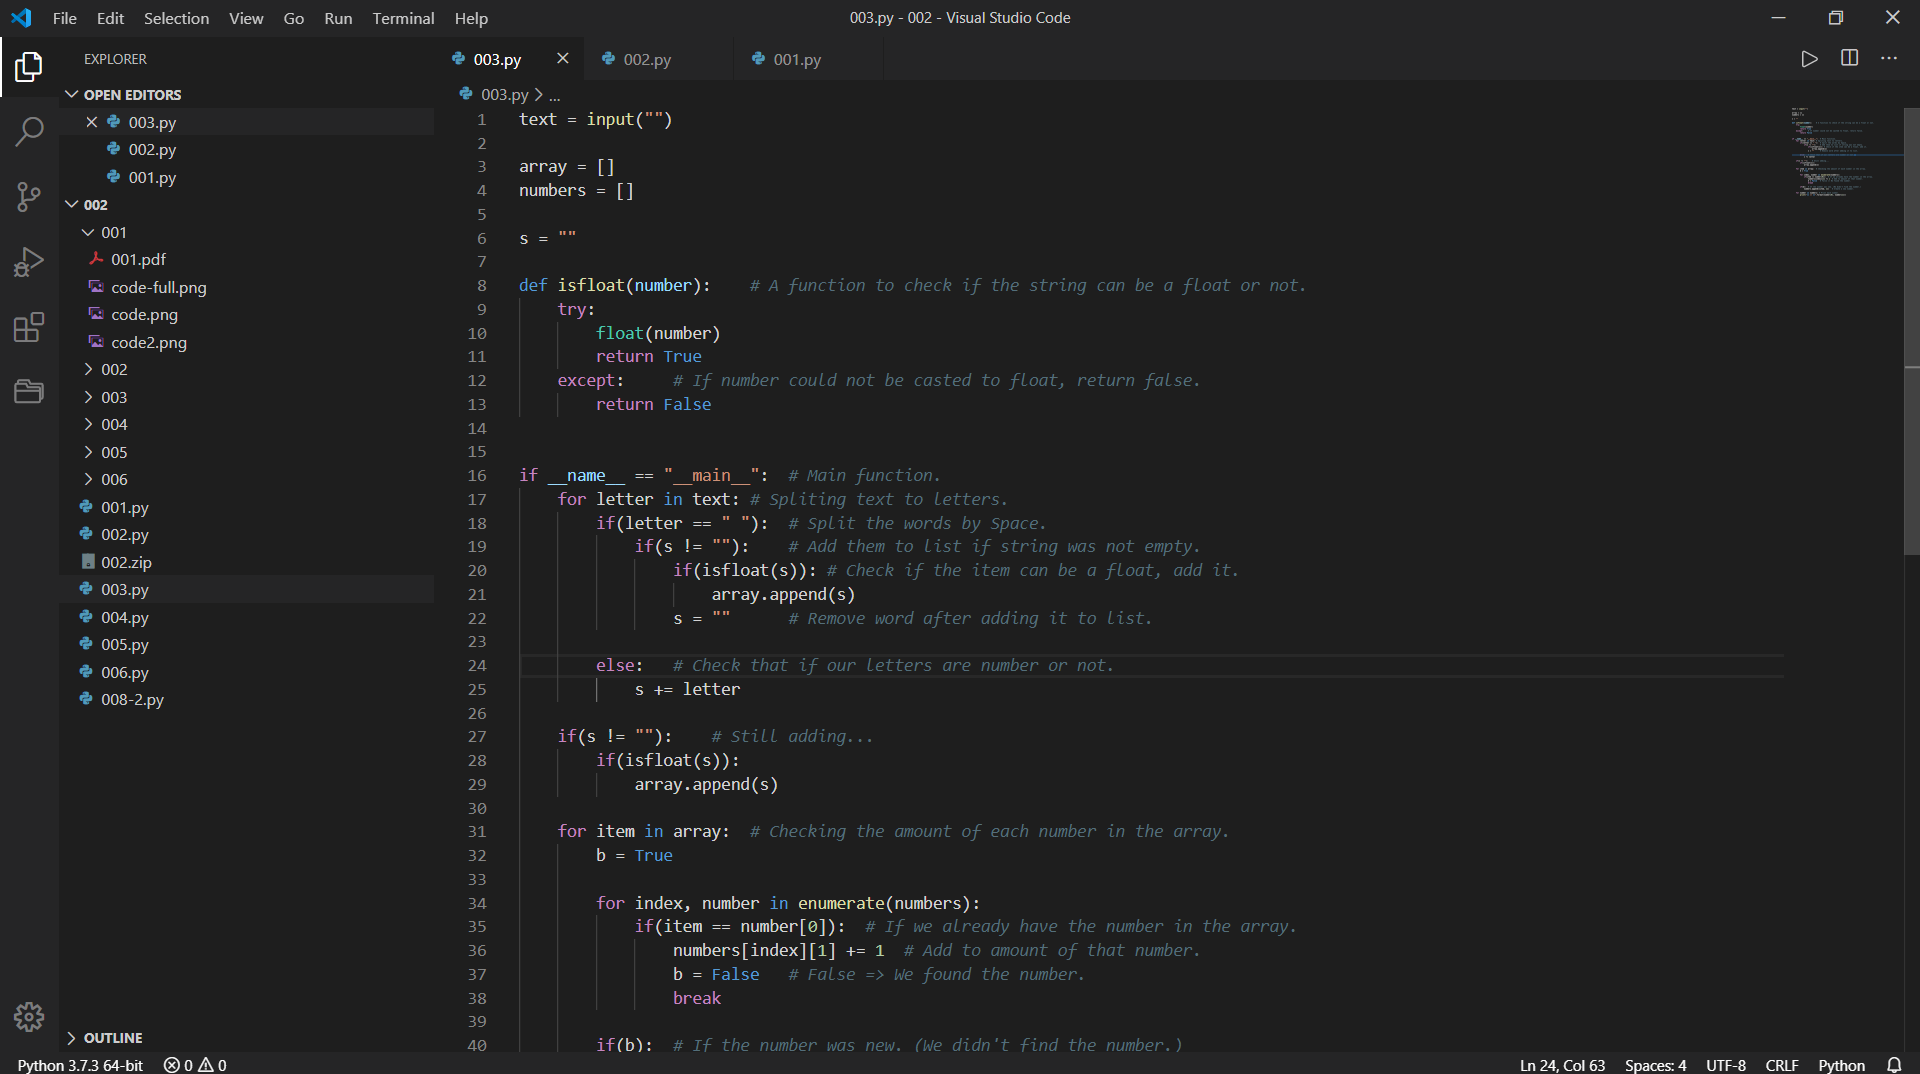 File Edit Selection View Go Run Terminal Help
003.py - 002 - Visual Studio Code
EXPLORER
OPEN EDITORS
003.py
002.py
001.py
002
001
001.pdf
code-full.png
code.png
code2.png
002
003
004
005
006
001.py
002.py
002.zip
003.py
004.py
005.py
006.py
008-2.py
OUTLINE
003.py 002.py 001.py
003.py > ...
1 text = input("")
2
3 array = []
4 numbers = []
5
6 s = ""
7
8 def isfloat(number):    # A function to check if the string can be a float or not.
9     try:
10         float(number)
11         return True
12     except:     # If number could not be casted to float, return false.
13         return False
14
15
16 if __name__ == "__main__":  # Main function.
17     for letter in text: # Spliting text to letters.
18         if(letter == " "):  # Split the words by Space.
19             if(s != ""):    # Add them to list if string was not empty.
20                 if(isfloat(s)): # Check if the item can be a float, add it.
21                     array.append(s)
22                 s = ""      # Remove word after adding it to list.
23
24         else:   # Check that if our letters are number or not.
25             s += letter
26
27     if(s != ""):    # Still adding...
28         if(isfloat(s)):
29             array.append(s)
30
31     for item in array:  # Checking the amount of each number in the array.
32         b = True
33
34         for index, number in enumerate(numbers):
35             if(item == number[0]):  # If we already have the number in the array.
36                 numbers[index][1] += 1  # Add to amount of that number.
37                 b = False   # False => We found the number.
38                 break
39
40         if(b):  # If the number was new. (We didn't find the number.)
Python 3.7.3 64-bit 0 0 Ln 24, Col 63 Spaces: 4 UTF-8 CRLF Python